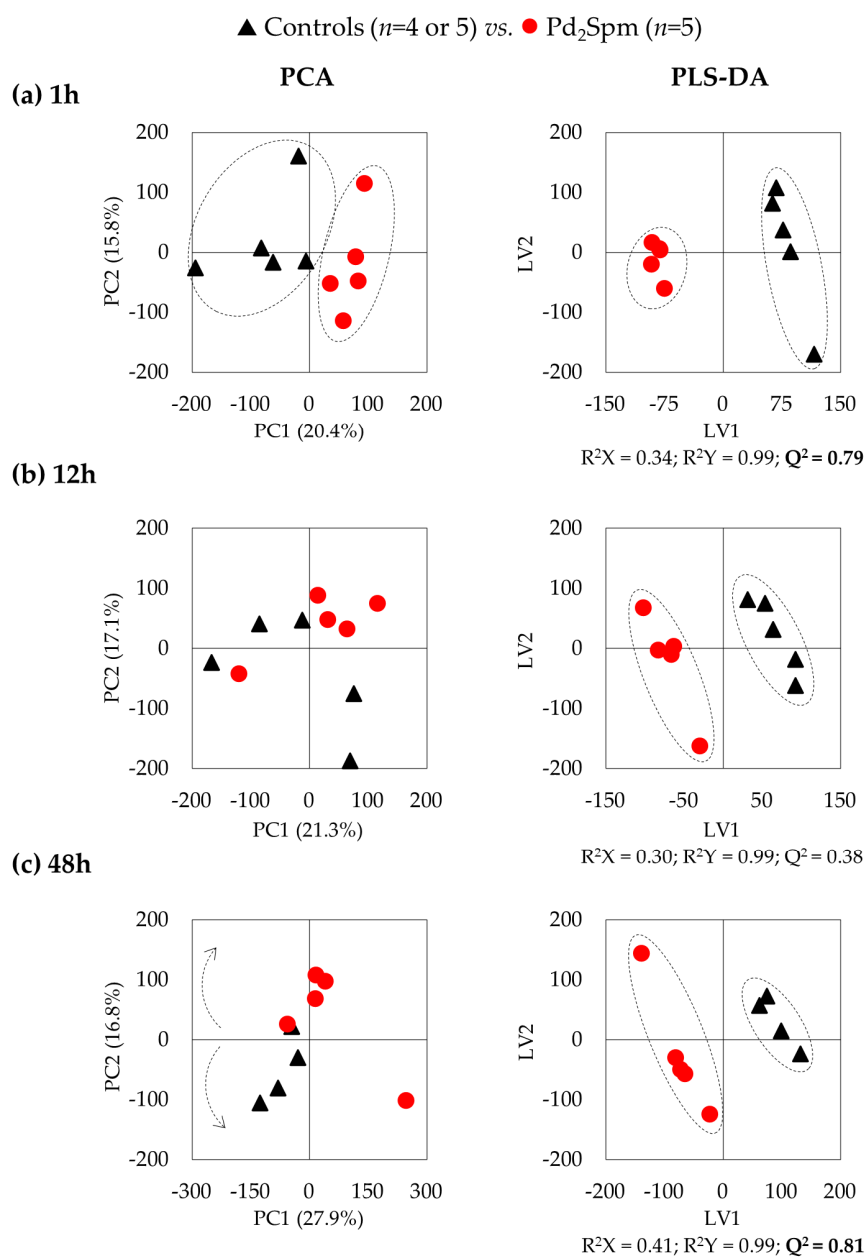 ▲ Controls (n=4 or 5) vs. ● Pd₂Spm (n=5)
PCA
PLS-DA
(a) 1h
200
100
0
-100
-200
PC2 (15.8%)
-200
-100
0
100
200
PC1 (20.4%)
200
100
0
-100
-200
LV2
-150
-75
0
75
150
LV1
R²X = 0.34; R²Y = 0.99; Q² = 0.79
(b) 12h
200
100
0
-100
-200
PC2 (17.1%)
-200
-100
0
100
200
PC1 (21.3%)
200
100
0
-100
-200
LV2
-150
-50
50
150
LV1
R²X = 0.30; R²Y = 0.99; Q² = 0.38
(c) 48h
200
100
0
-100
-200
PC2 (16.8%)
-300
-150
0
150
300
PC1 (27.9%)
200
100
0
-100
-200
LV2
-200
-100
0
100
200
LV1
R²X = 0.41; R²Y = 0.99; Q² = 0.81